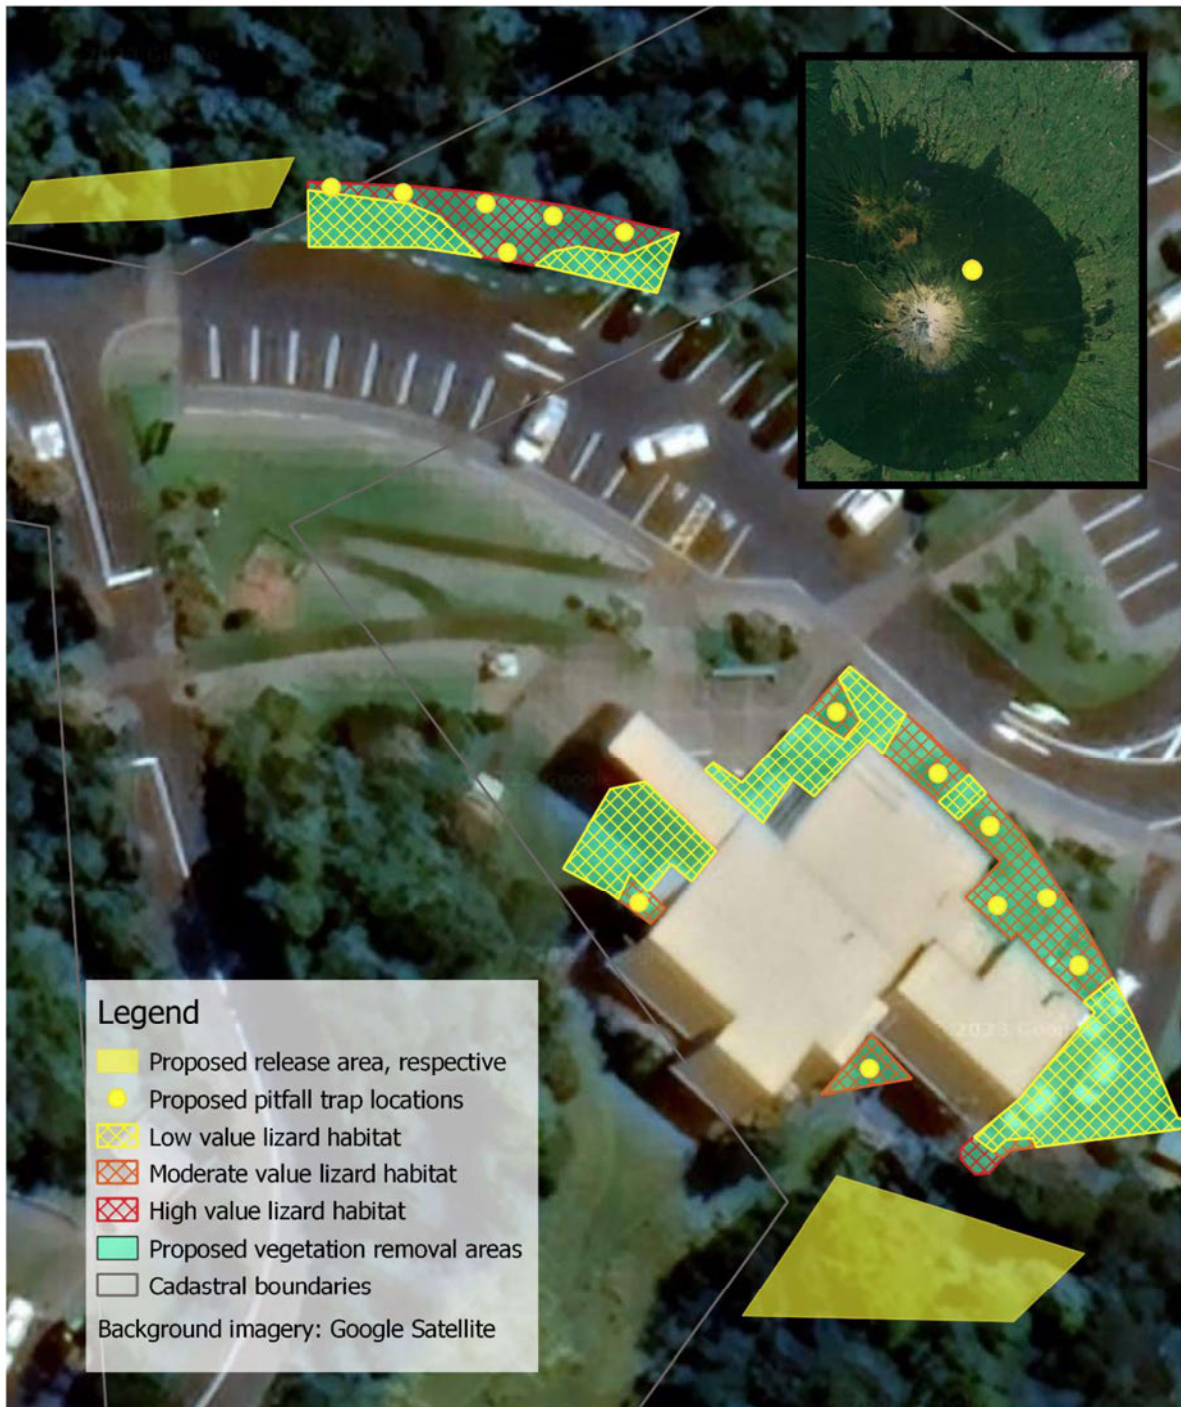 Legend
Proposed release area, respective
Proposed pitfall trap locations
Low value lizard habitat
Moderate value lizard habitat
High value lizard habitat
Proposed vegetation removal areas
Cadastral boundaries
Background imagery: Google Satellite